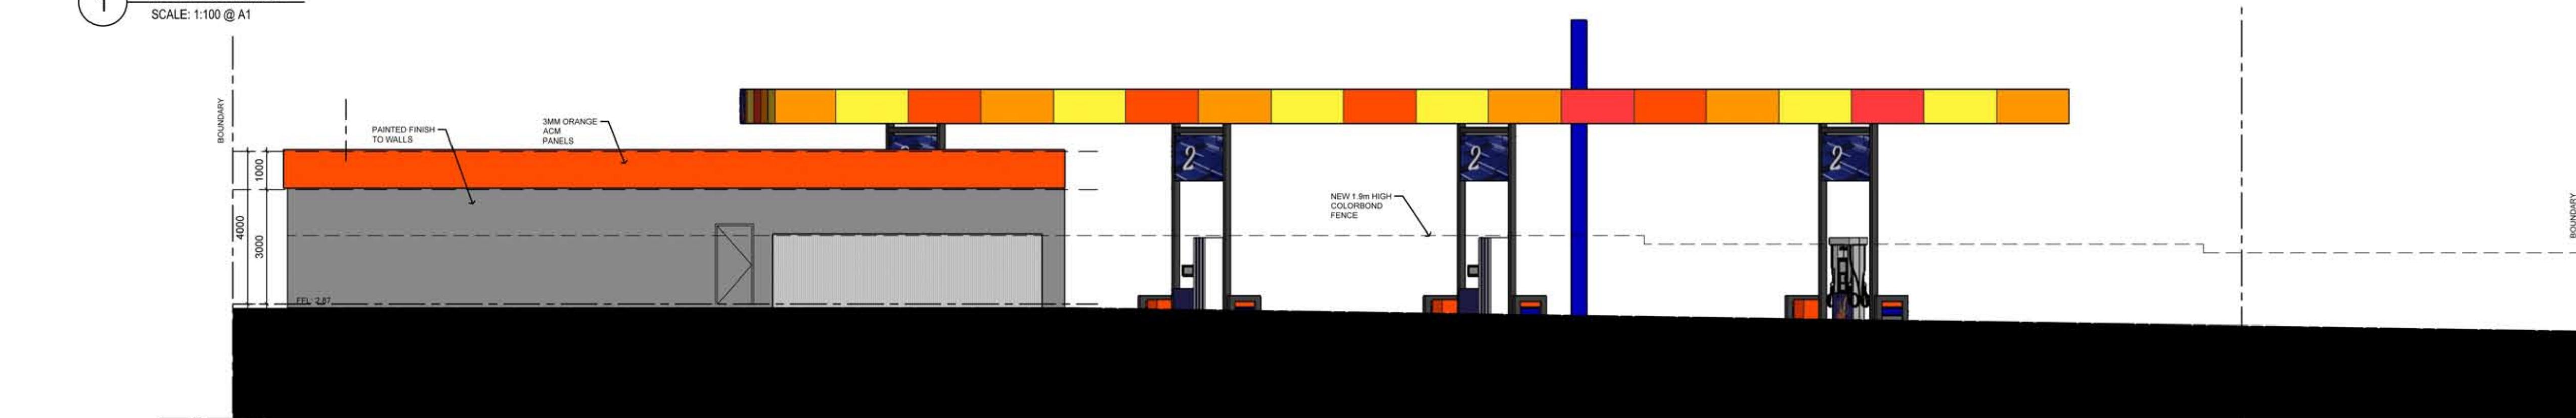 1
SCALE: 1:100 @ A1
BOUNDARY
PAINTED FINISH
TO WALLS
3MM ORANGE
ACM
PANELS
1000
4000
3000
FFL: 2.87
2
2
2
NEW 1.9m HIGH
COLORBOND
FENCE
BOUNDARY